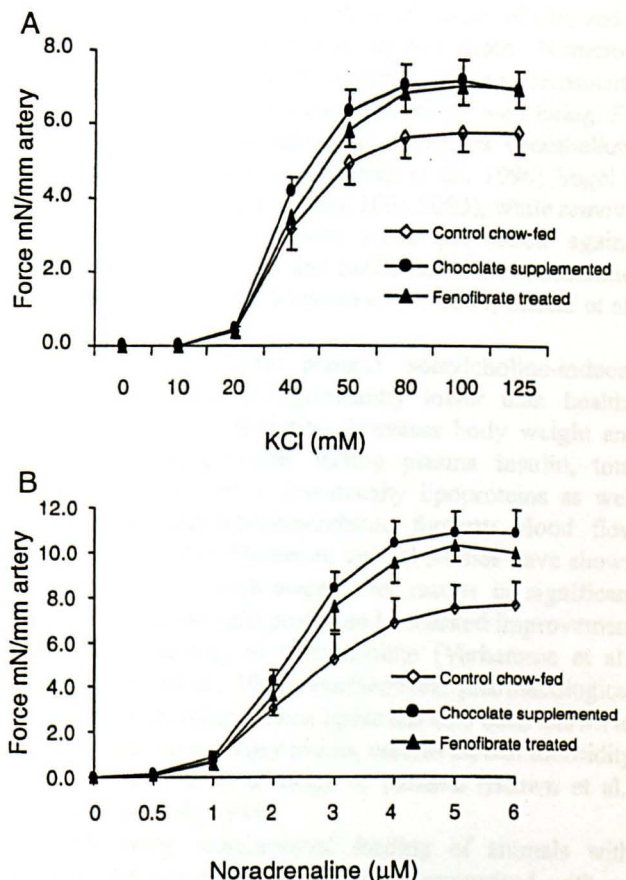 A
8.0
6.0
4.0
2.0
0.0
Force mN/mm artery
Control chow-fed
Chocolate supplemented
Fenofibrate treated
0 10 20 40 50 80 100 125
KCl (mM)
B
12.0
10.0
8.0
6.0
4.0
2.0
0.0
Force mN/mm artery
Control chow-fed
Chocolate supplemented
Fenofibrate treated
0 0.5 1 2 3 4 5 6
Noradrenaline (μM)